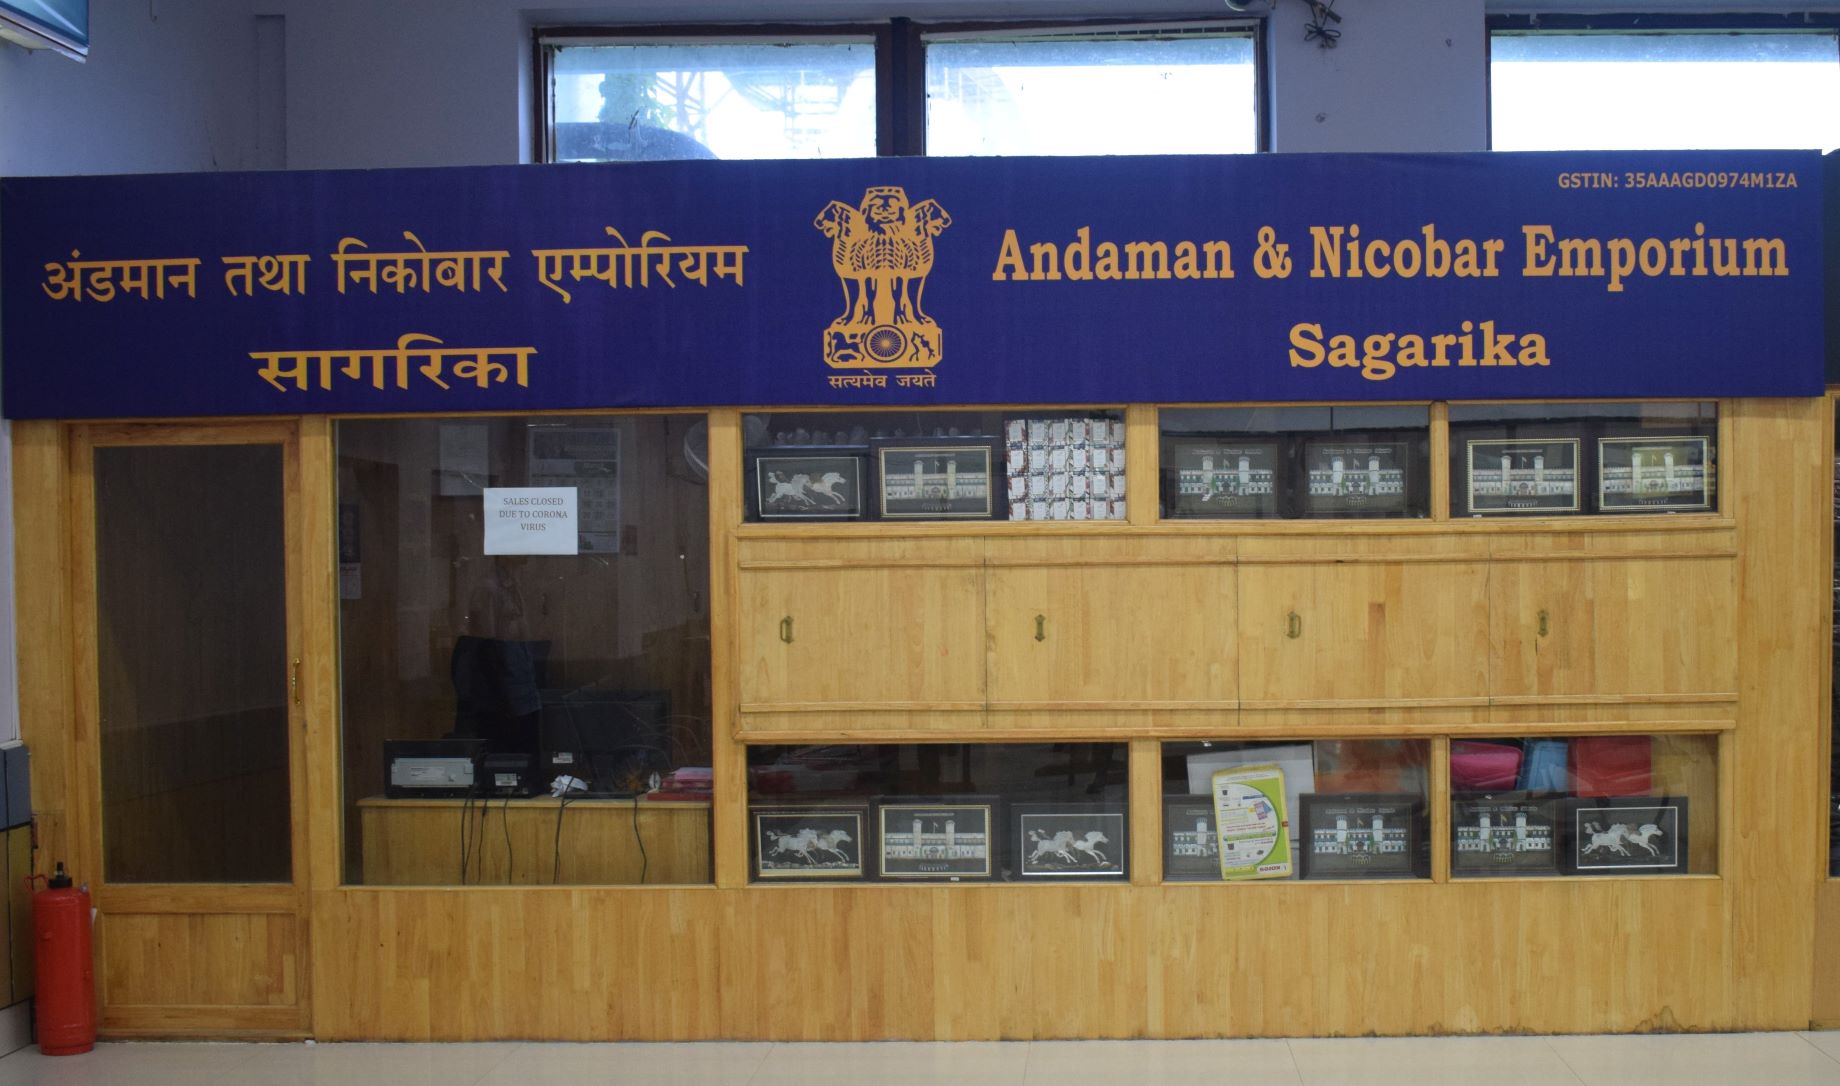 GSTIN: 35AAAGD0974M1ZA
अंडमान तथा निकोबार एम्पोरियम
सागरिका
सत्यमेव जयते
Andaman & Nicobar Emporium
Sagarika
SALES CLOSED
DUE TO CORONA
VIRUS